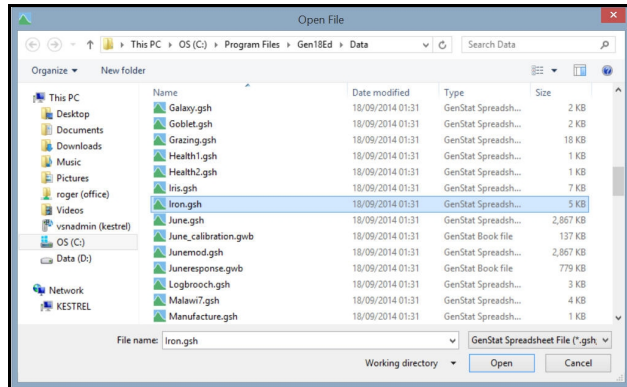 Open File
This PC OS (C:) Program Files Gen18Ed Data Search Data
Organize New folder
Name Date modified Type Size
This PC
Desktop
Documents
Downloads
Music
Pictures
roger (office)
Videos
vsnadmin (kestrel)
OS (C:)
Data (D:)
Network
KESTREL
Galaxy.gsh 18/09/2014 01:31 GenStat Spreadsh... 2 KB
Goblet.gsh 18/09/2014 01:31 GenStat Spreadsh... 2 KB
Grazing.gsh 18/09/2014 01:31 GenStat Spreadsh... 18 KB
Health1.gsh 18/09/2014 01:31 GenStat Spreadsh... 1 KB
Health2.gsh 18/09/2014 01:31 GenStat Spreadsh... 1 KB
Iris.gsh 18/09/2014 01:31 GenStat Spreadsh... 7 KB
Iron.gsh 18/09/2014 01:31 GenStat Spreadsh... 5 KB
June.gsh 18/09/2014 01:31 GenStat Spreadsh... 2,867 KB
June_calibration.gwb 18/09/2014 01:31 GenStat Book file 137 KB
Junemod.gsh 18/09/2014 01:31 GenStat Spreadsh... 2,867 KB
Juneresponse.gwb 18/09/2014 01:31 GenStat Book file 779 KB
Logbrooch.gsh 18/09/2014 01:31 GenStat Spreadsh... 3 KB
Malawi7.gsh 18/09/2014 01:31 GenStat Spreadsh... 4 KB
Manufacture.gsh 18/09/2014 01:31 GenStat Spreadsh... 1 KB
File name: Iron.gsh GenStat Spreadsheet File (*.gsh;
Working directory Open Cancel